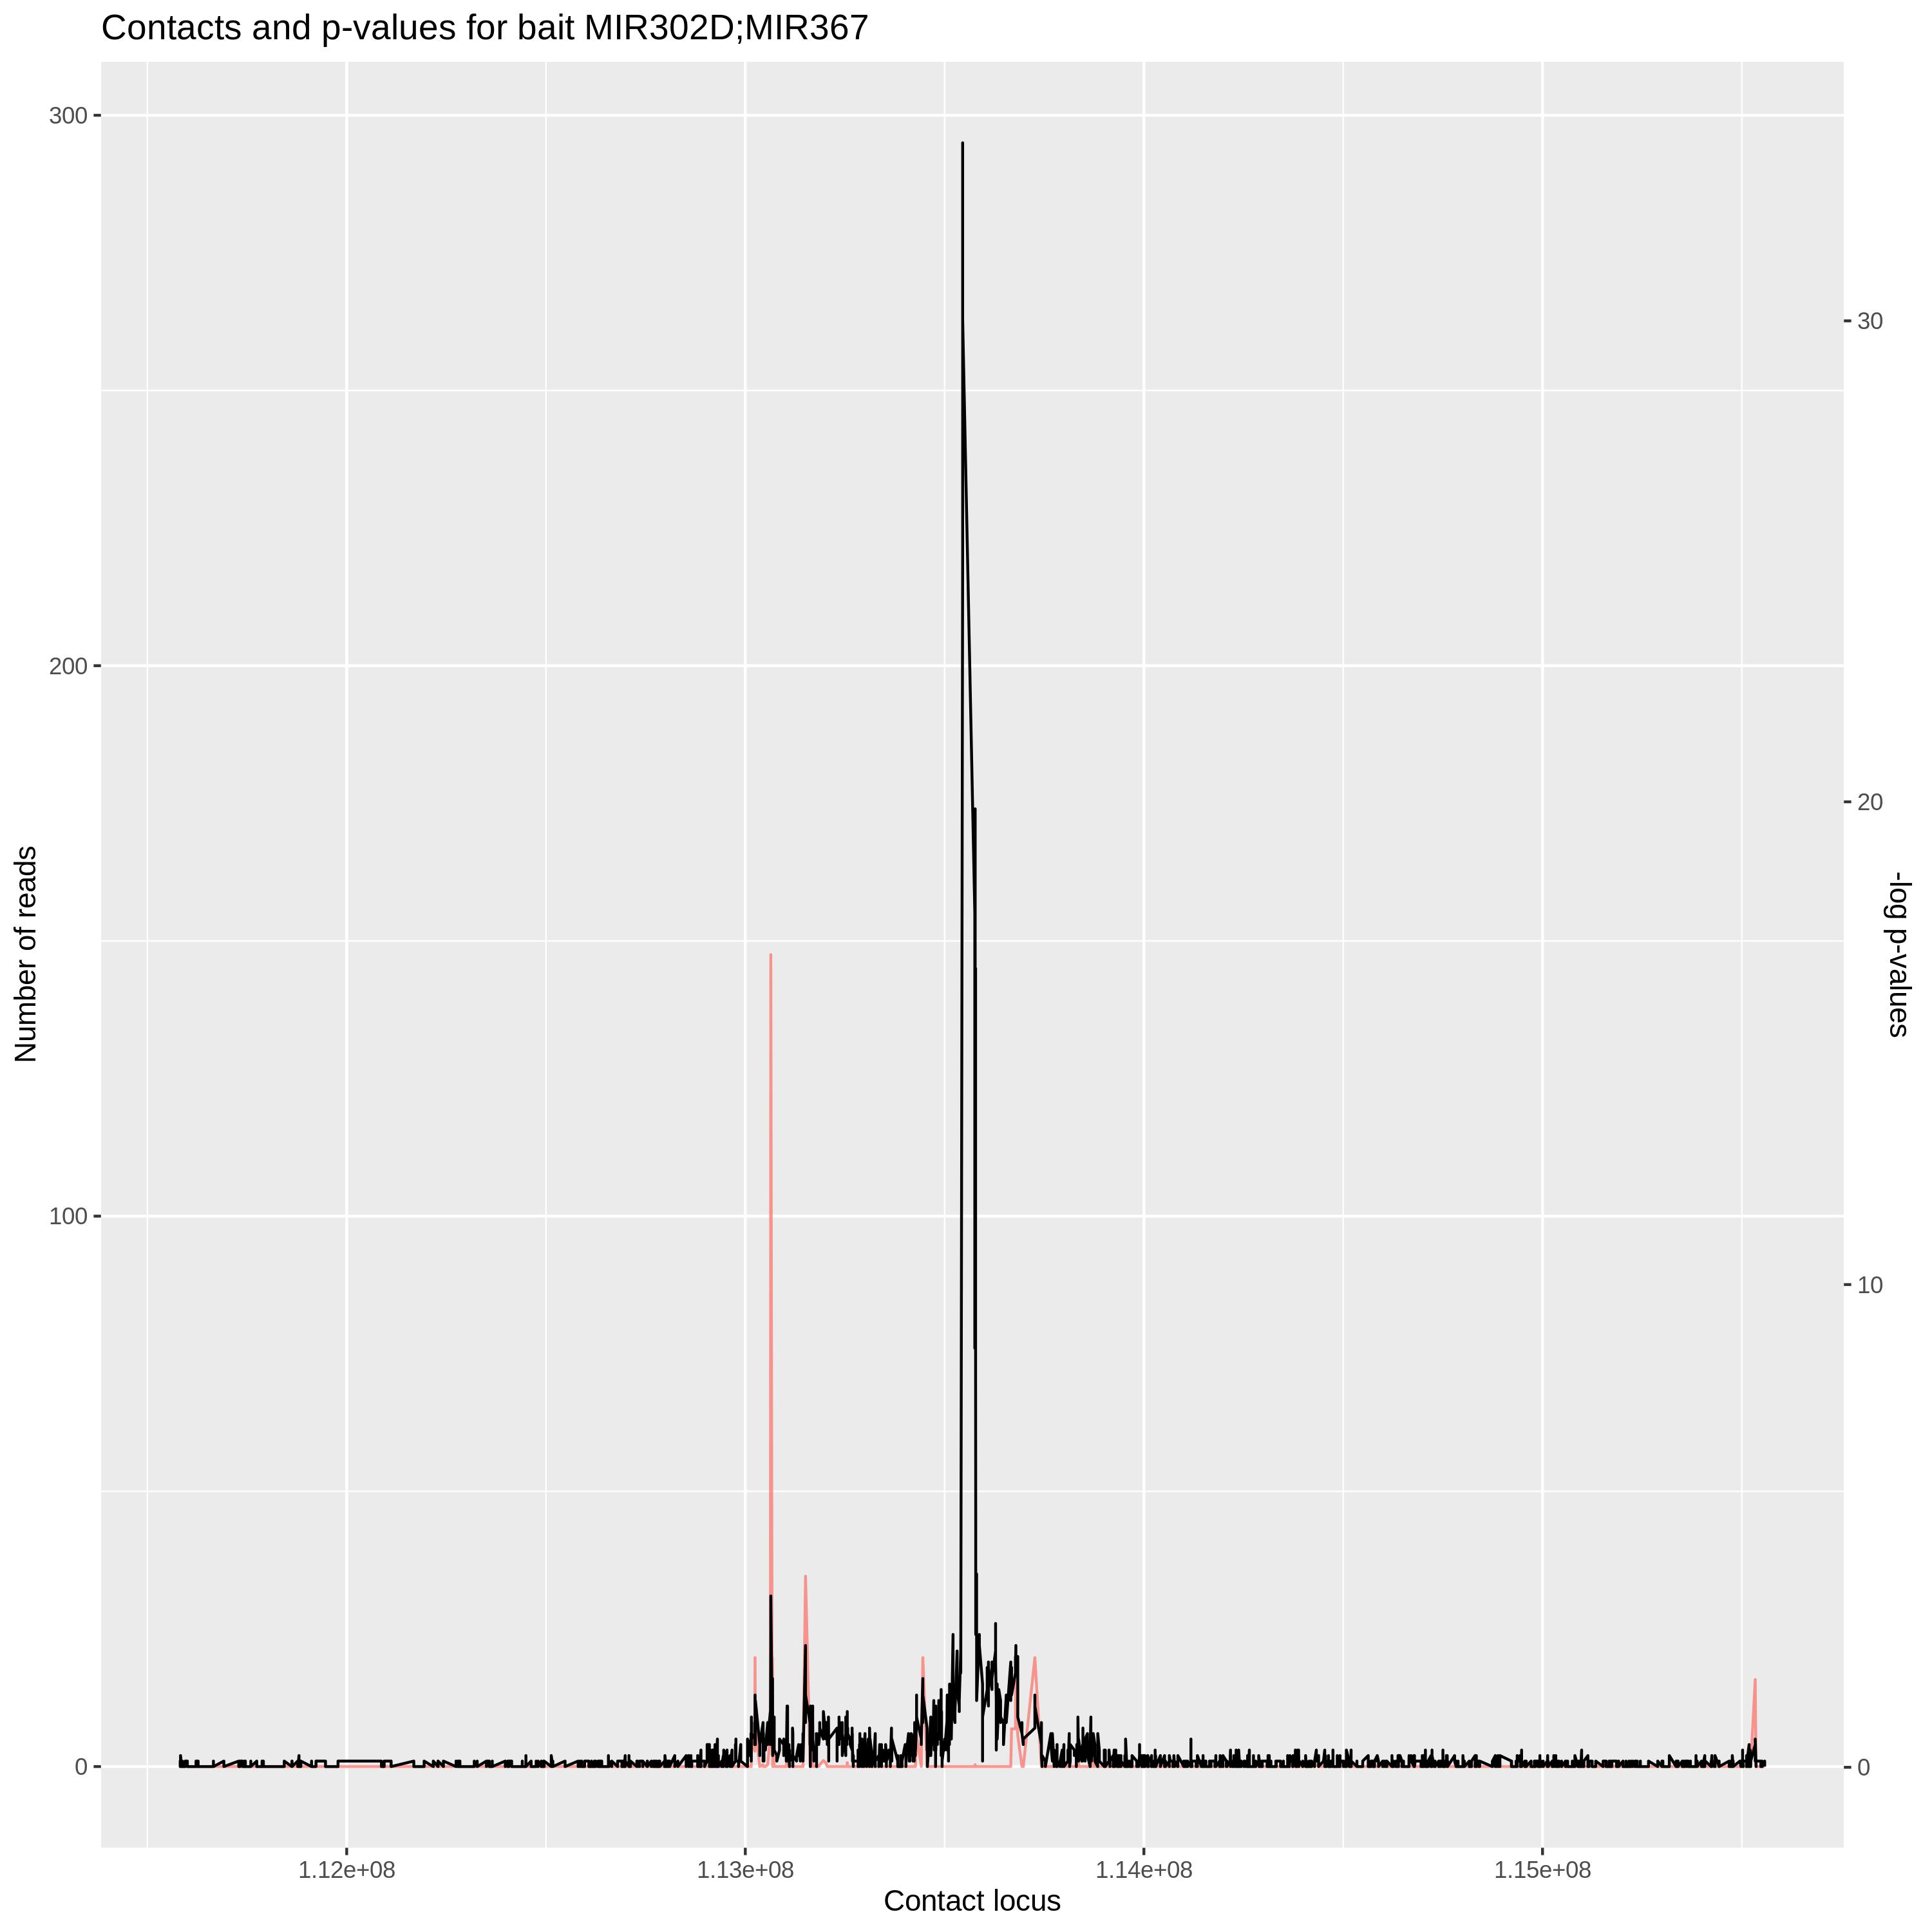 Contacts and p-values for bait MIR302D;MIR367
300
200
100
0
Number of reads
30
20
10
0
-log p-values
1.12e+08
1.13e+08
1.14e+08
1.15e+08
Contact locus